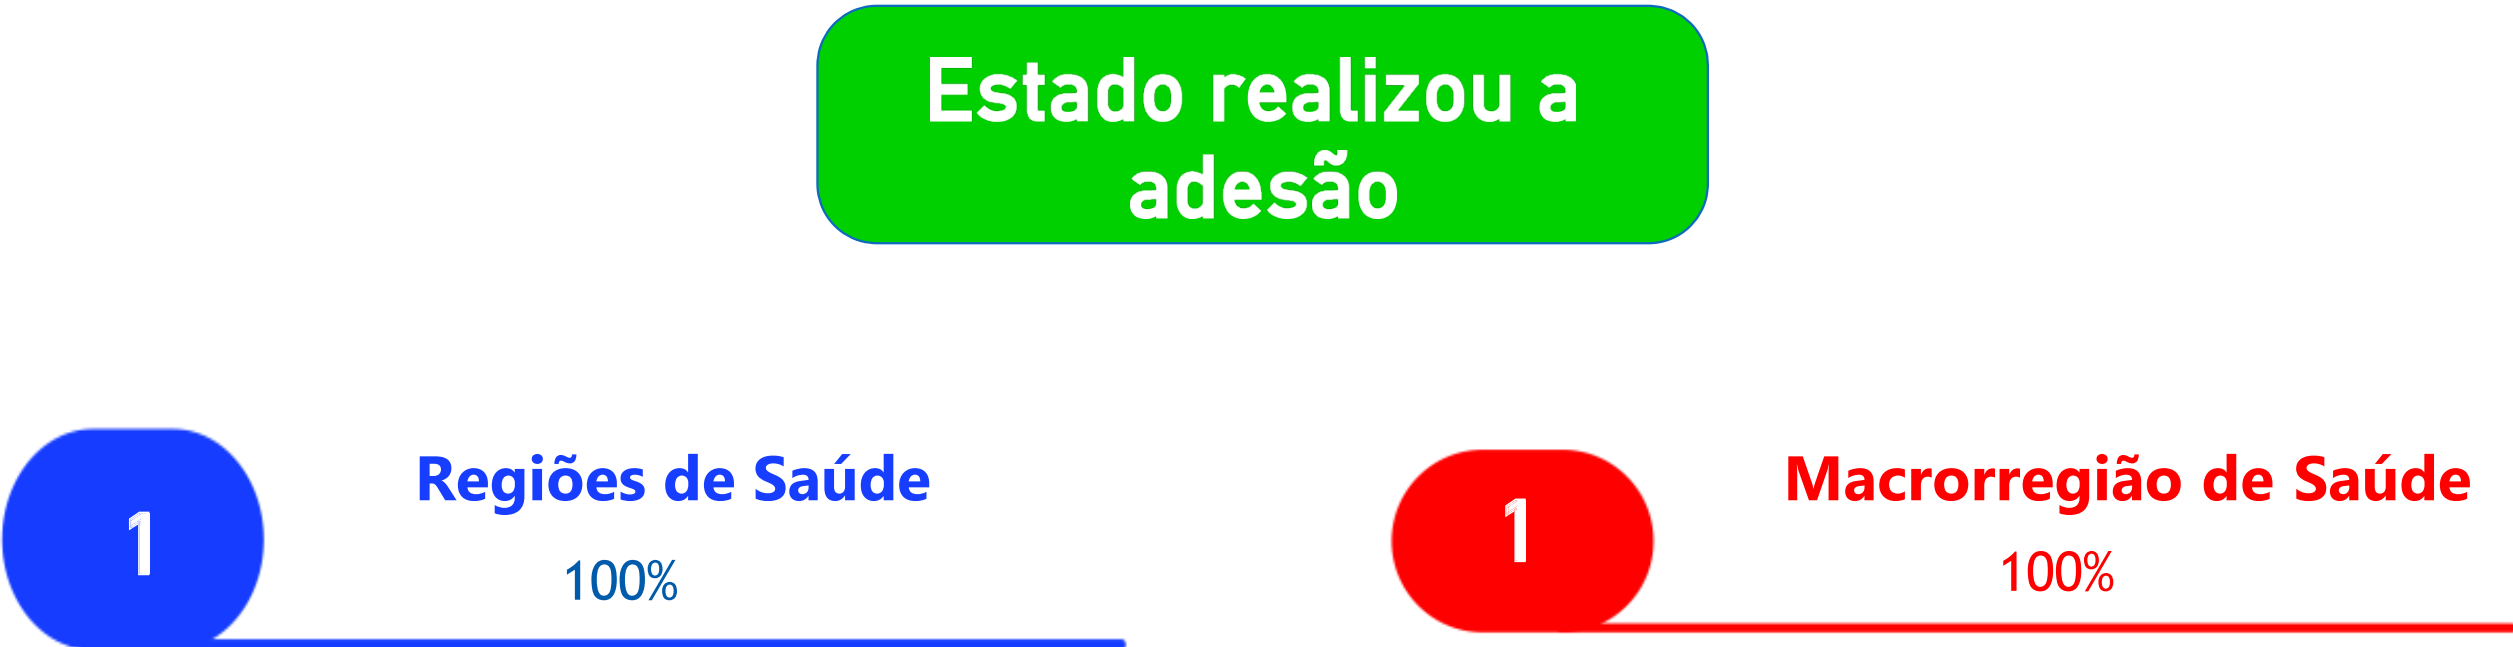 Estado realizou a
adesão
1
Regiões de Saúde
100%
1
Macrorregião de Saúde
100%